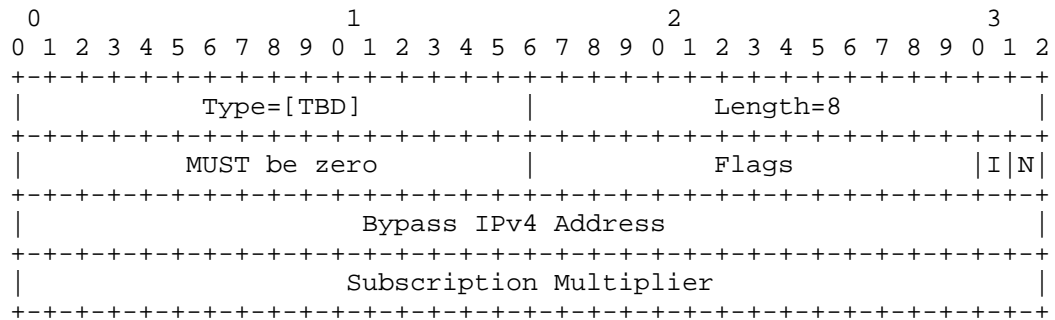 0                   1                   2                   3
0 1 2 3 4 5 6 7 8 9 0 1 2 3 4 5 6 7 8 9 0 1 2 3 4 5 6 7 8 9 0 1 2
+-+-+-+-+-+-+-+-+-+-+-+-+-+-+-+-+-+-+-+-+-+-+-+-+-+-+-+-+-+-+-+-+
|           Type=[TBD]          |           Length=8            |
+-+-+-+-+-+-+-+-+-+-+-+-+-+-+-+-+-+-+-+-+-+-+-+-+-+-+-+-+-+-+-+-+
|          MUST be zero         |           Flags           |I|N|
+-+-+-+-+-+-+-+-+-+-+-+-+-+-+-+-+-+-+-+-+-+-+-+-+-+-+-+-+-+-+-+-+
|                     Bypass IPv4 Address                       |
+-+-+-+-+-+-+-+-+-+-+-+-+-+-+-+-+-+-+-+-+-+-+-+-+-+-+-+-+-+-+-+-+
|                    Subscription Multiplier                    |
+-+-+-+-+-+-+-+-+-+-+-+-+-+-+-+-+-+-+-+-+-+-+-+-+-+-+-+-+-+-+-+-+